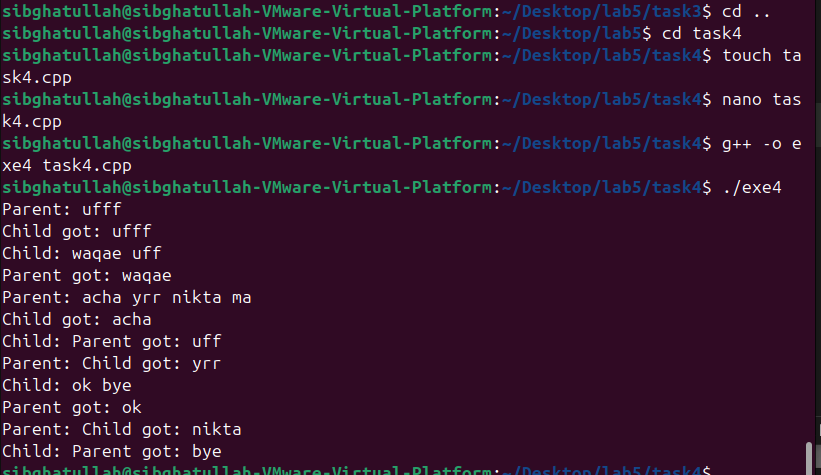 sibghatullah@sibghatullah-VMware-Virtual-Platform:~/Desktop/lab5/task3$ cd ..
sibghatullah@sibghatullah-VMware-Virtual-Platform:~/Desktop/lab5$ cd task4
sibghatullah@sibghatullah-VMware-Virtual-Platform:~/Desktop/lab5/task4$ touch ta
sk4.cpp
sibghatullah@sibghatullah-VMware-Virtual-Platform:~/Desktop/lab5/task4$ nano tas
k4.cpp
sibghatullah@sibghatullah-VMware-Virtual-Platform:~/Desktop/lab5/task4$ g++ -o e
xe4 task4.cpp
sibghatullah@sibghatullah-VMware-Virtual-Platform:~/Desktop/lab5/task4$ ./exe4
Parent: ufff
Child got: ufff
Child: waqae uff
Parent got: waqae
Parent: acha yrr nikta ma
Child got: acha
Child: Parent got: uff
Parent: Child got: yrr
Child: ok bye
Parent got: ok
Parent: Child got: nikta
Child: Parent got: bye
sibghatullah@sibghatullah-VMware-Virtual-Platform:~/Desktop/lab5/task4$